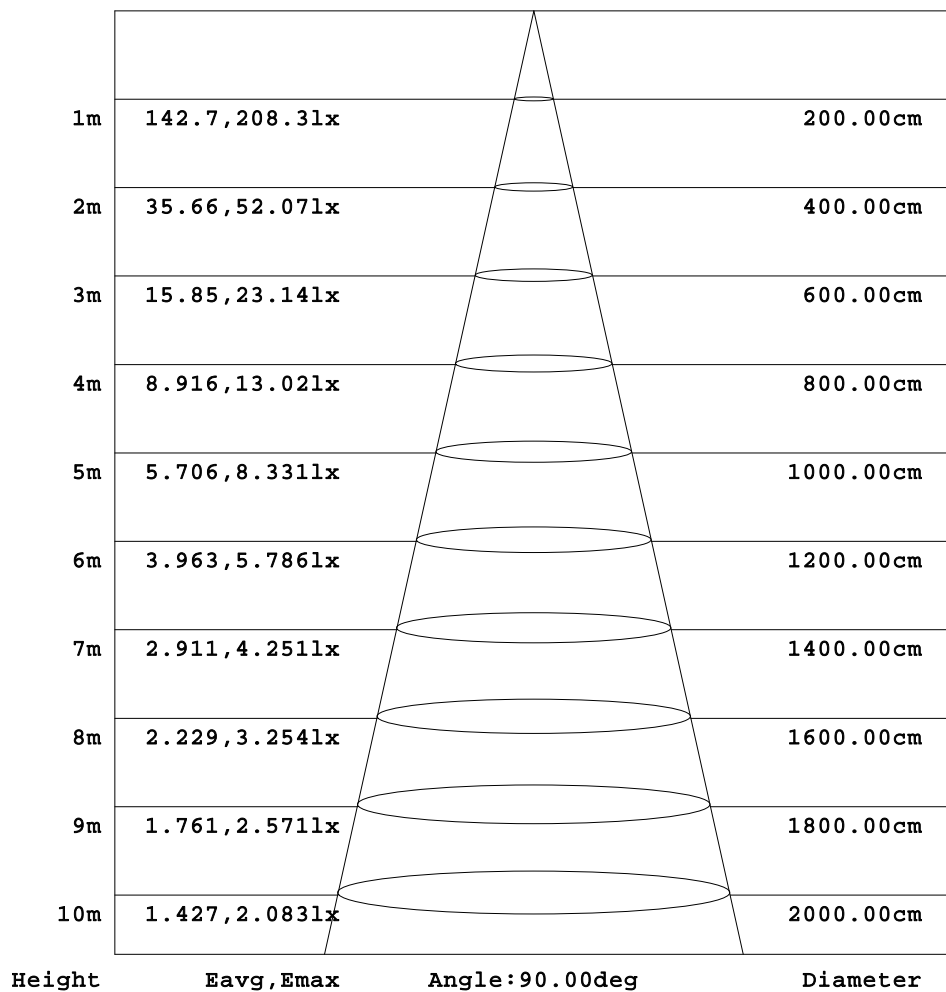 1m 142.7,208.3lx 200.00cm
2m 35.66,52.07lx 400.00cm
3m 15.85,23.14lx 600.00cm
4m 8.916,13.02lx 800.00cm
5m 5.706,8.331lx 1000.00cm
6m 3.963,5.786lx 1200.00cm
7m 2.911,4.251lx 1400.00cm
8m 2.229,3.254lx 1600.00cm
9m 1.761,2.571lx 1800.00cm
10m 1.427,2.083lx 2000.00cm
Height Eavg,Emax Angle:90.00deg Diameter